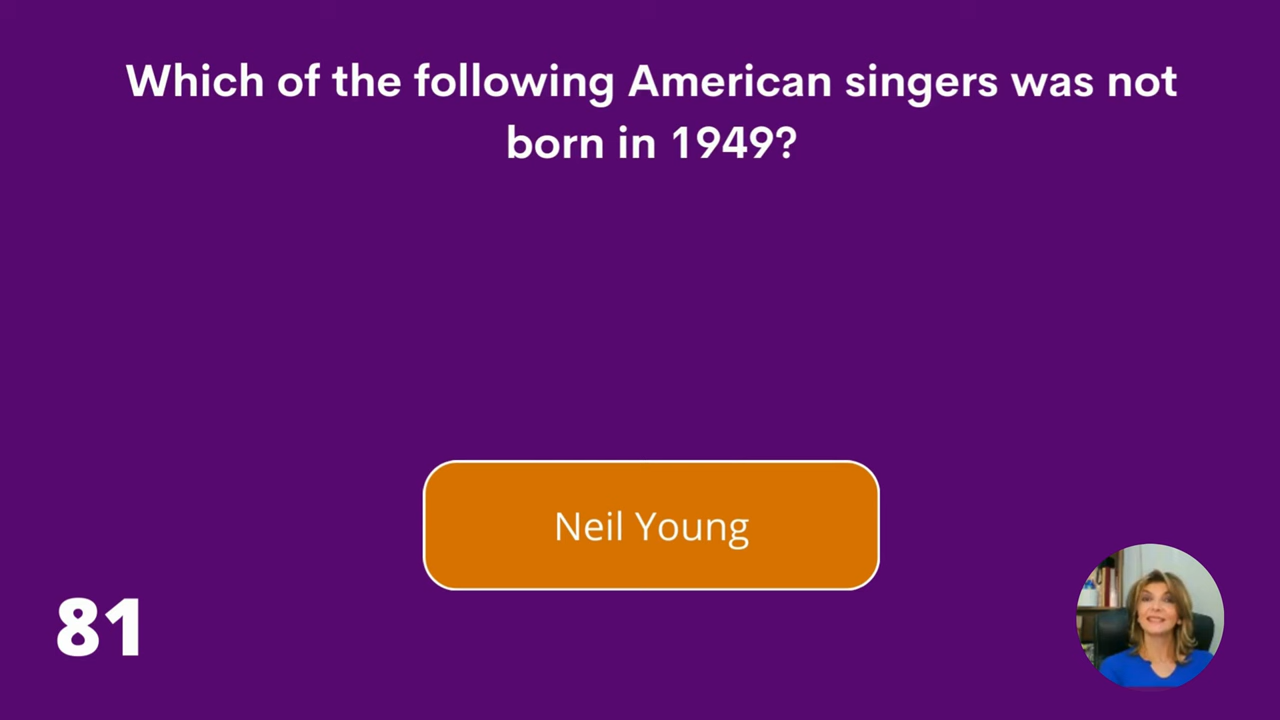 Which of the following American singers was not
born in 1949?
Neil Young
81